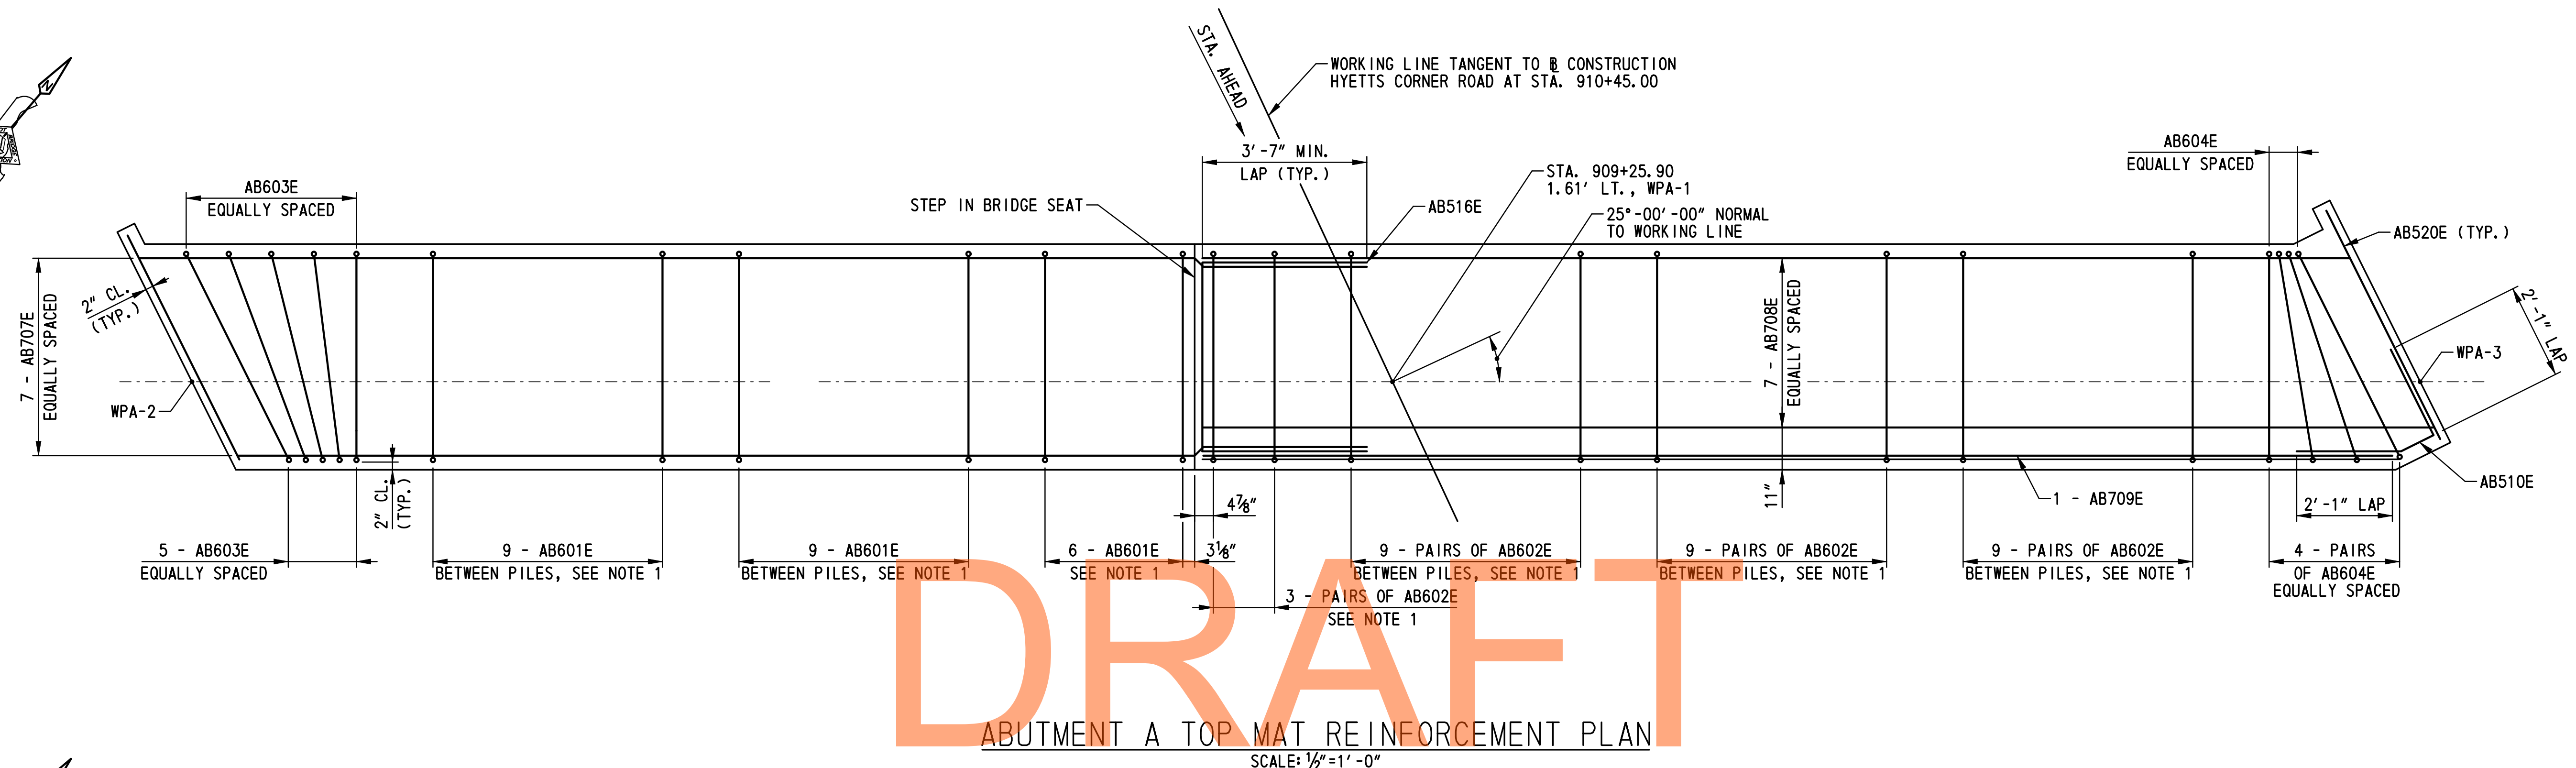 STA. AHEAD
WORKING LINE TANGENT TO ℄ CONSTRUCTION
HYETTS CORNER ROAD AT STA. 910+45.00
3'-7" MIN.
LAP (TYP.)
STA. 909+25.90
1.61' LT., WPA-1
25°-00'-00" NORMAL
TO WORKING LINE
AB603E
EQUALLY SPACED
STEP IN BRIDGE SEAT
AB516E
AB604E
EQUALLY SPACED
AB520E (TYP.)
N
2" CL.
(TYP.)
7 - AB707E
EQUALLY SPACED
WPA-2
7 - AB708E
EQUALLY SPACED
2'-1" LAP
WPA-3
2" CL.
(TYP.)
4⅞"
11"
1 - AB709E
2'-1" LAP
AB510E
5 - AB603E
EQUALLY SPACED
9 - AB601E
BETWEEN PILES, SEE NOTE 1
9 - AB601E
BETWEEN PILES, SEE NOTE 1
6 - AB601E
SEE NOTE 1
3⅛"
9 - PAIRS OF AB602E
BETWEEN PILES, SEE NOTE 1
9 - PAIRS OF AB602E
BETWEEN PILES, SEE NOTE 1
9 - PAIRS OF AB602E
BETWEEN PILES, SEE NOTE 1
4 - PAIRS
OF AB604E
EQUALLY SPACED
3 - PAIRS OF AB602E
SEE NOTE 1
DRAFT
ABUTMENT A TOP MAT REINFORCEMENT PLAN
SCALE: ½"=1'-0"